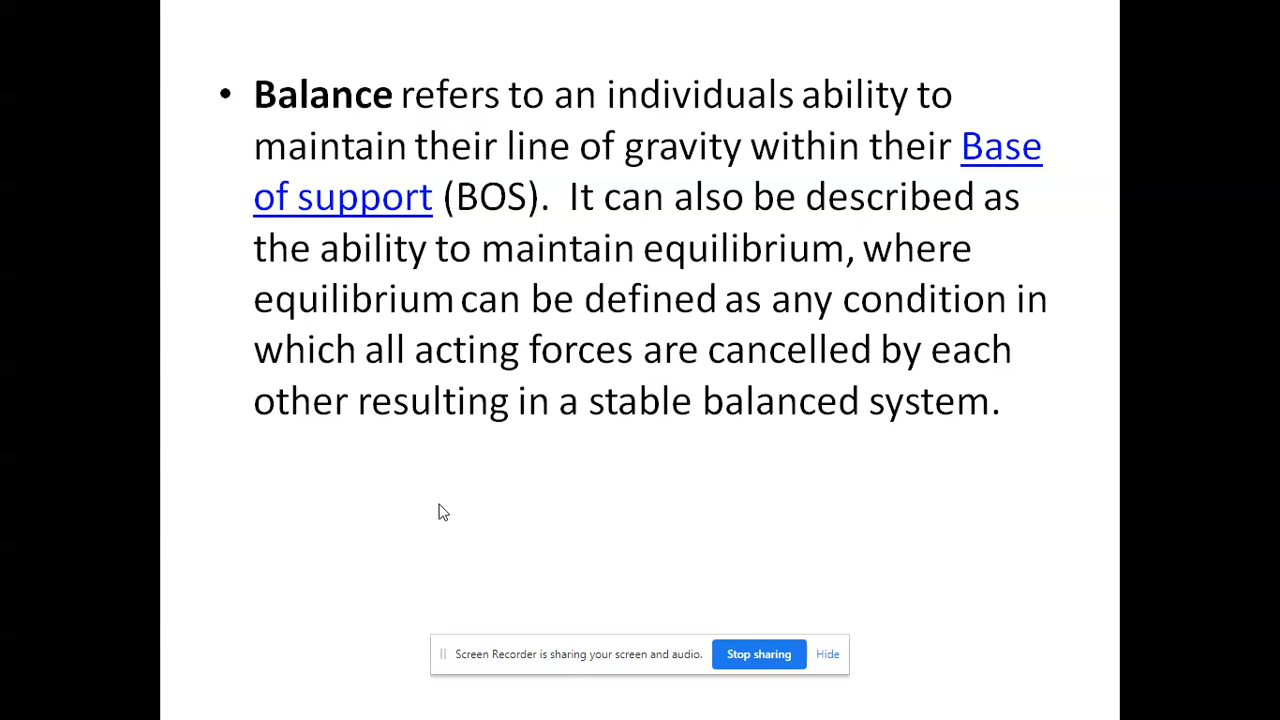 • Balance refers to an individuals ability to
maintain their line of gravity within their Base
of support (BOS).  It can also be described as
the ability to maintain equilibrium, where
equilibrium can be defined as any condition in
which all acting forces are cancelled by each
other resulting in a stable balanced system.
Screen Recorder is sharing your screen and audio. Stop sharing Hide